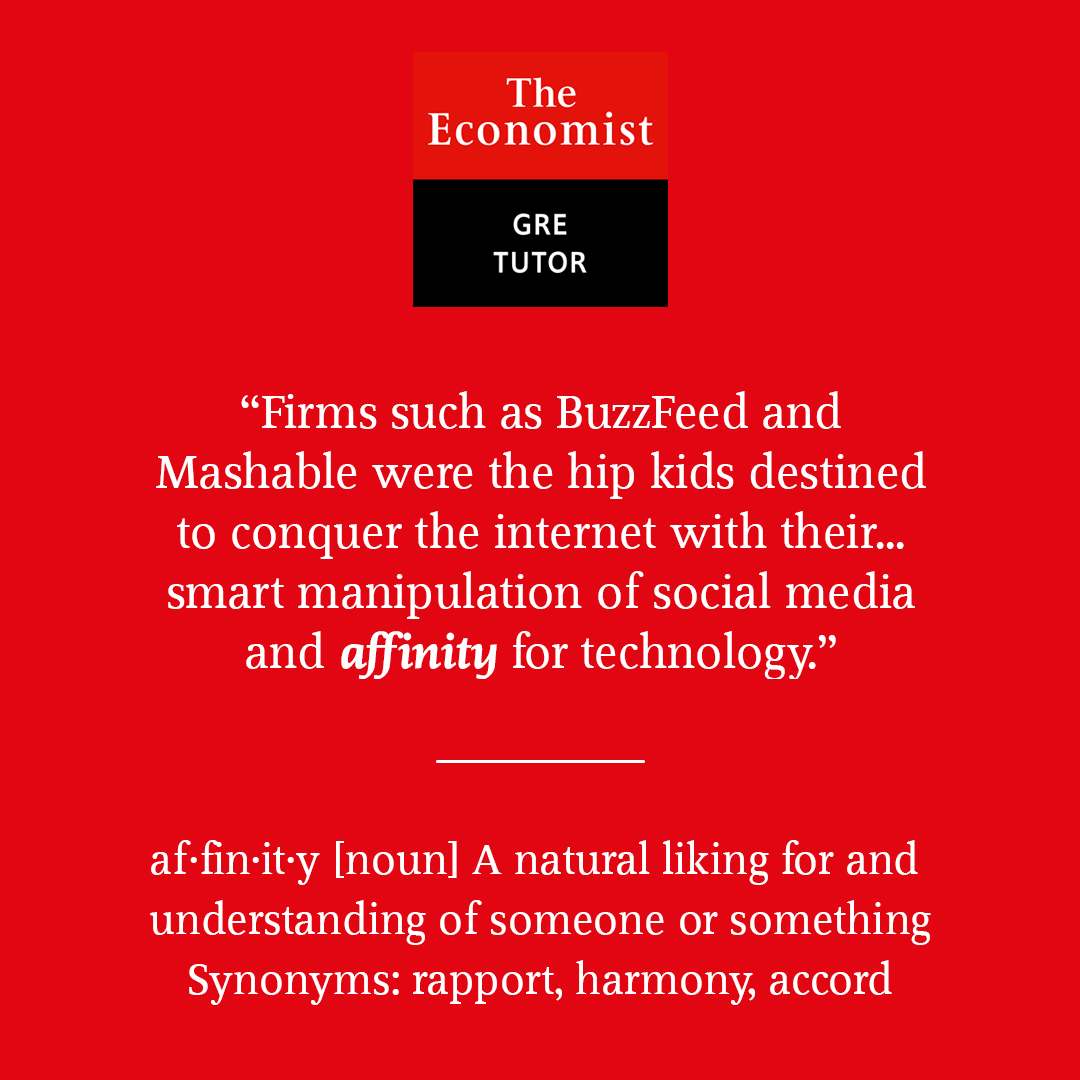 The
Economist
GRE
TUTOR
“Firms such as BuzzFeed and
Mashable were the hip kids destined
to conquer the internet with their...
smart manipulation of social media
and affinity for technology.”
af·fin·it·y [noun] A natural liking for and
understanding of someone or something
Synonyms: rapport, harmony, accord